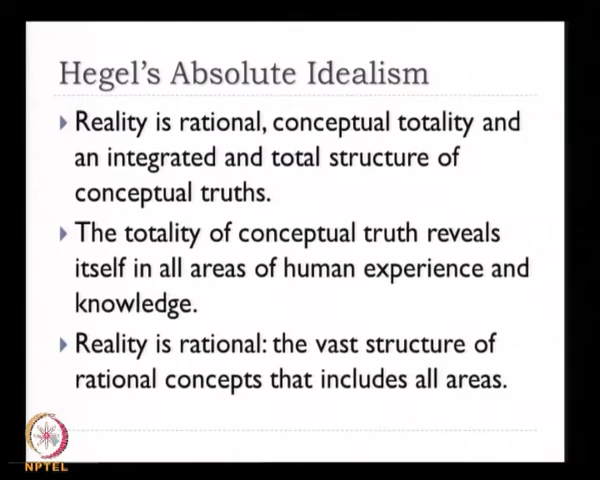 Hegel's Absolute Idealism
Reality is rational, conceptual totality and
an integrated and total structure of
conceptual truths.
The totality of conceptual truth reveals
itself in all areas of human experience and
knowledge.
Reality is rational: the vast structure of
rational concepts that includes all areas.
NPTEL